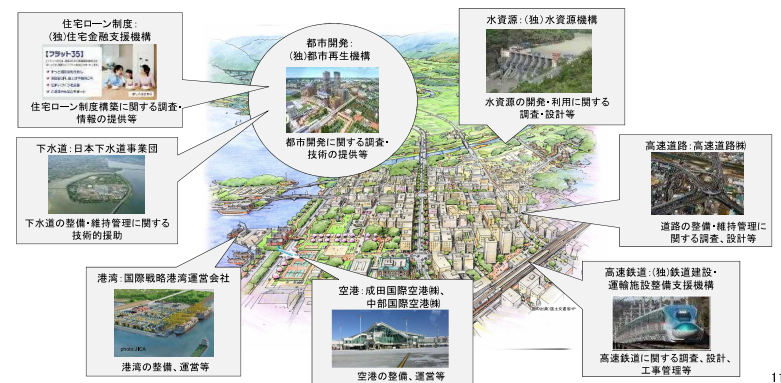 住宅ローン制度：
(独)住宅金融支援機構
【フラット35】
住宅ローン制度構築に関する調査・
情報の提供等
都市開発：
(独)都市再生機構
都市開発に関する調査・
技術の提供等
水資源：(独)水資源機構
水資源の開発・利用に関する
調査・設計等
下水道：日本下水道事業団
下水道の整備・維持管理に関する
技術的援助
高速道路：高速道路㈱
道路の整備・維持管理に
関する調査、設計等
港湾：国際戦略港湾運営会社
photo:JICA
港湾の整備、運営等
空港：成田国際空港㈱、
中部国際空港㈱
空港の整備、運営等
高速鉄道：(独)鉄道建設・
運輸施設整備支援機構
高速鉄道に関する調査、設計、
工事管理等